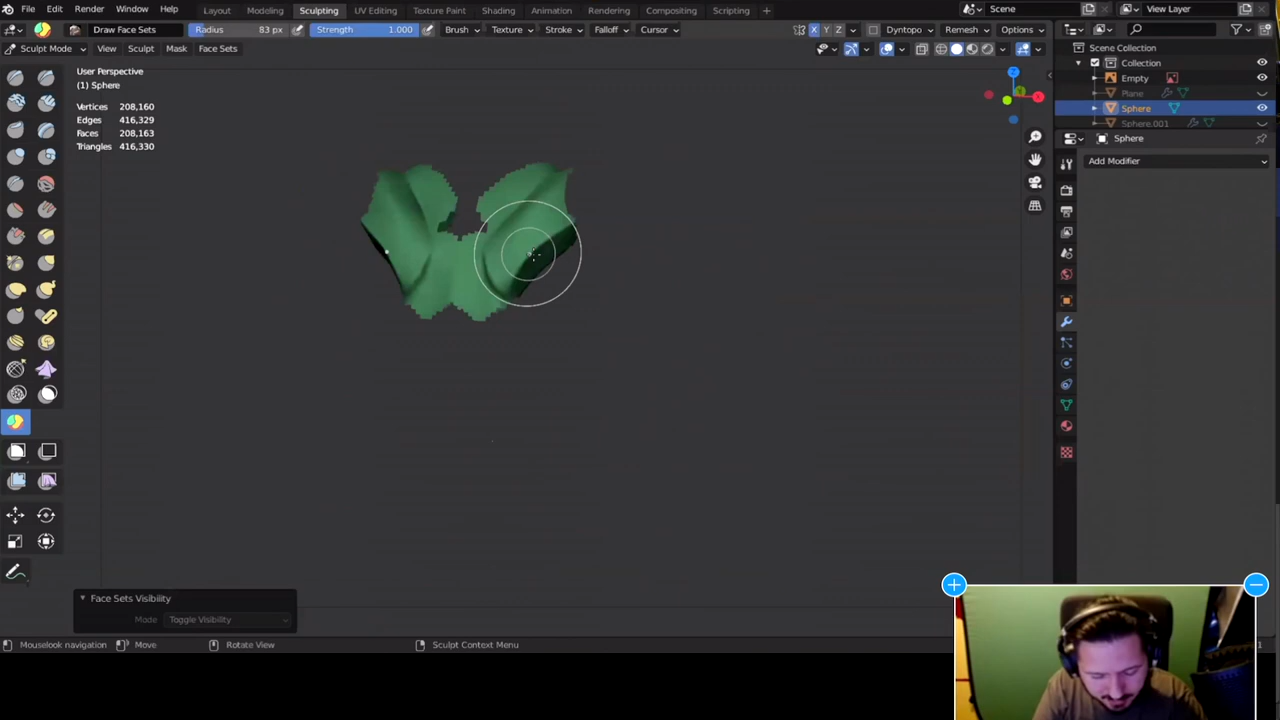 File Edit Render Window Help Layout Modeling Sculpting UV Editing Texture Paint Shading Animation Rendering Compositing Scripting + Scene View Layer
Draw Face Sets Radius 83 px Strength 1.000 Brush Texture Stroke Falloff Cursor X Y Z Dyntopo Remesh Options
Sculpt Mode View Sculpt Mask Face Sets
User Perspective
(1) Sphere
Vertices 208,160
Edges 416,329
Faces 208,163
Triangles 416,330
Z
X
Scene Collection
Collection
Empty
Plane
Sphere
Sphere.001
Sphere
Add Modifier
Face Sets Visibility
Mode Toggle Visibility
Mouselook navigation Move Rotate View Sculpt Context Menu